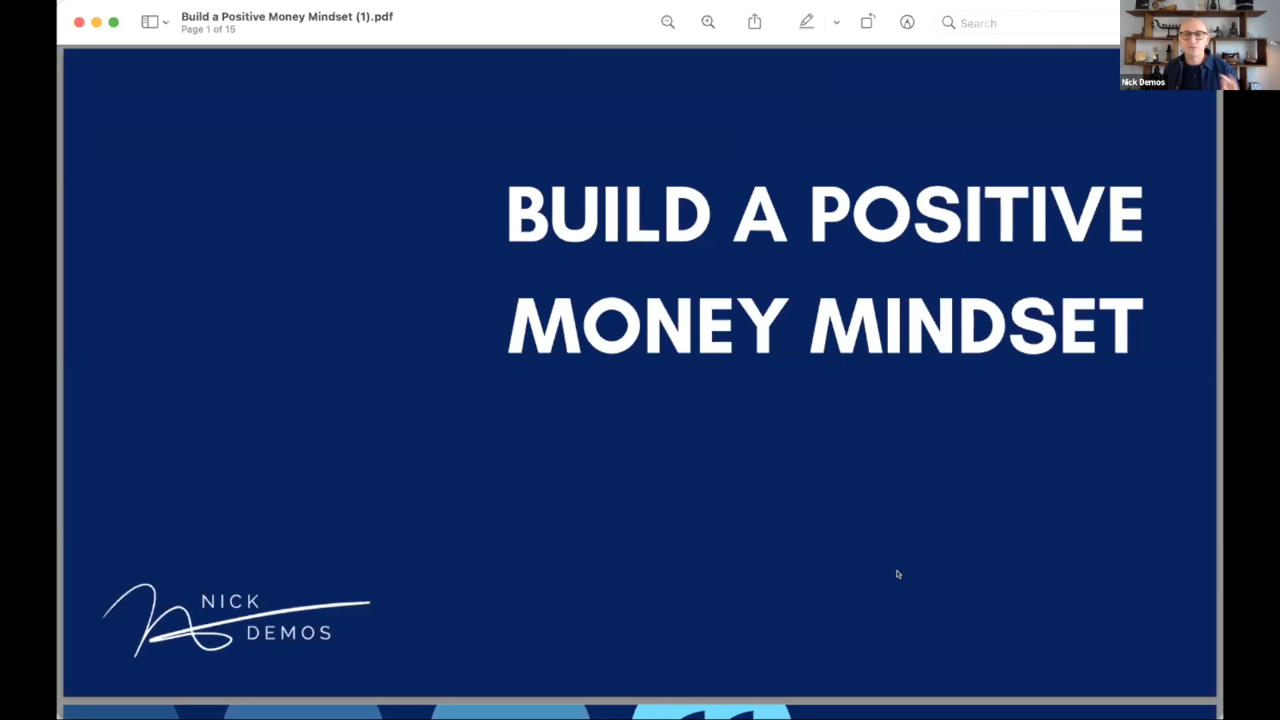 Build a Positive Money Mindset (1).pdf
Page 1 of 15
Search
Nick Demos
BUILD A POSITIVE
MONEY MINDSET
NICK
DEMOS